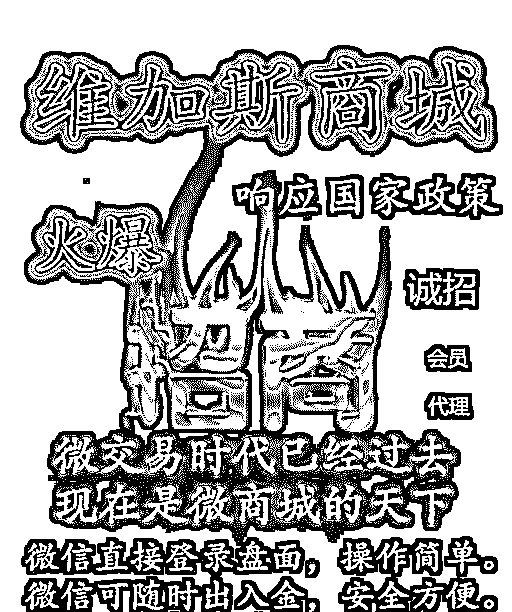 维加斯商城
响应国家政策
火爆
招商
诚招
会员
代理
微交易时代已经过去
现在是微商城的天下
微信直接登录盘面，操作简单。
微信可随时出入金，安全方便。